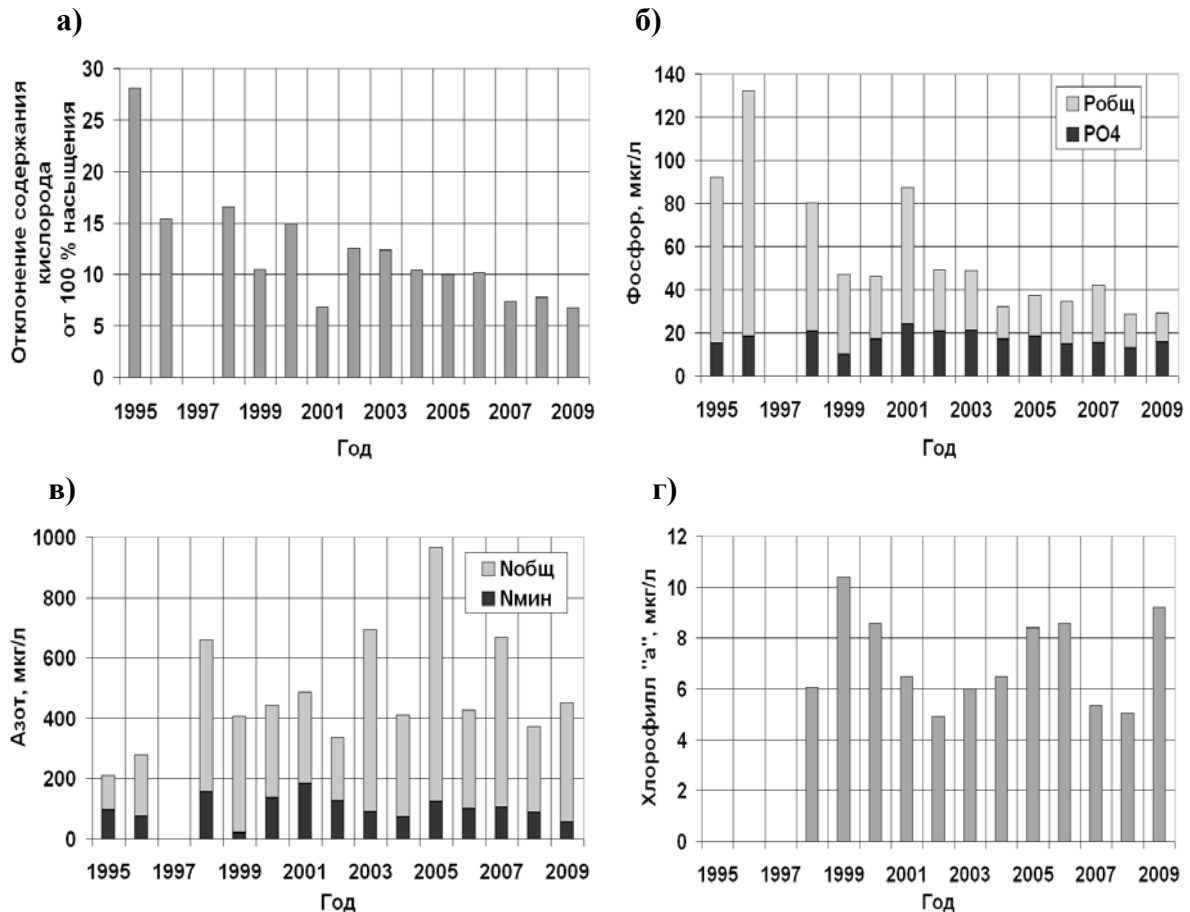 а)
Отклонение содержания
кислорода
от 100 % насыщения
30
25
20
15
10
5
0
1995 1997 1999 2001 2003 2005 2007 2009
Год
б)
Фосфор, мкг/л
140
120
100
80
60
40
20
0
Pобщ
PO4
1995 1997 1999 2001 2003 2005 2007 2009
Год
в)
Азот, мкг/л
1000
800
600
400
200
0
Nобщ
Nмин
1995 1997 1999 2001 2003 2005 2007 2009
Год
г)
Хлорофилл "а", мкг/л
12
10
8
6
4
2
0
1995 1997 1999 2001 2003 2005 2007 2009
Год